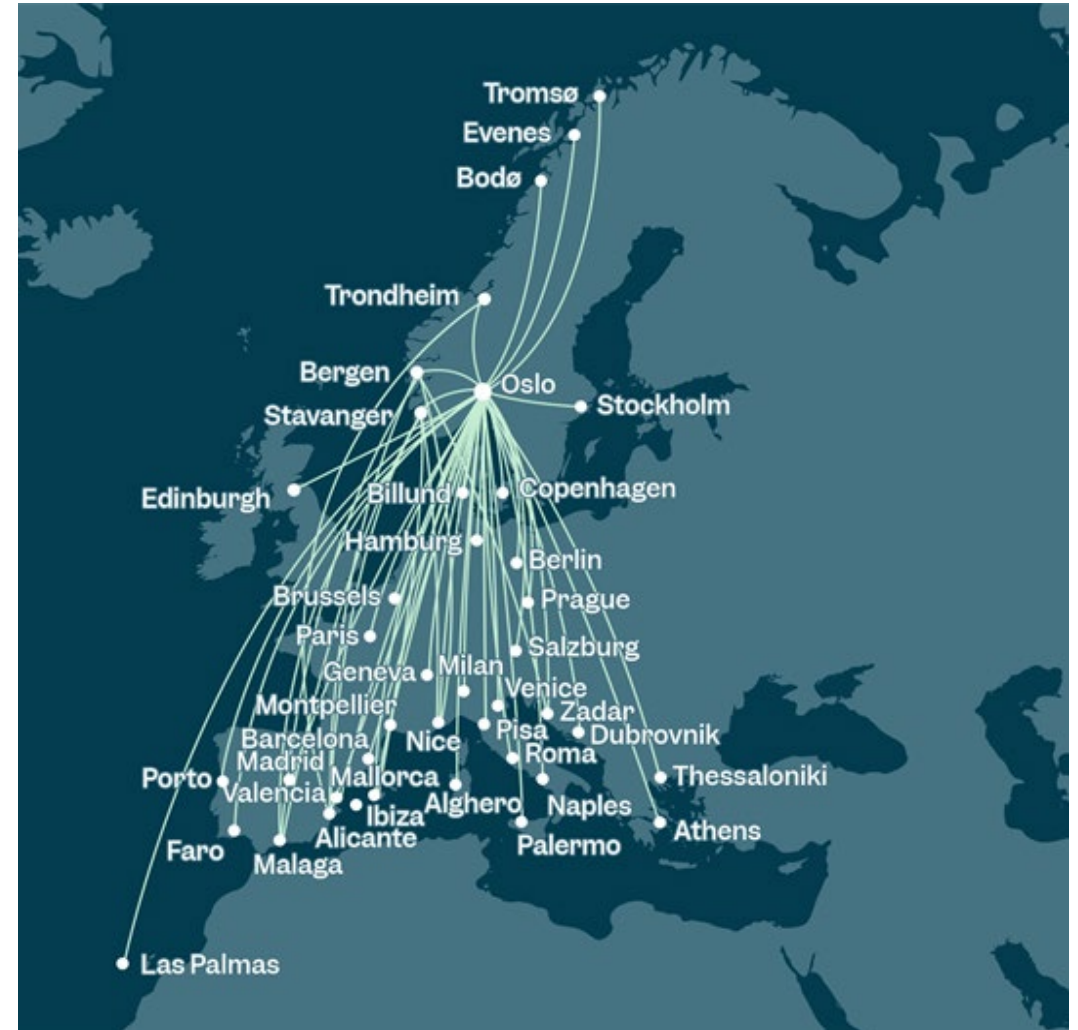 Tromsø
Evenes
Bodø
Trondheim
Bergen
Oslo
Stavanger
Stockholm
Edinburgh
Billund
Copenhagen
Hamburg
Berlin
Brussels
Prague
Paris
Salzburg
Geneva
Milan
Venice
Montpellier
Zadar
Pisa
Dubrovnik
Barcelona
Nice
Roma
Madrid
Porto
Mallorca
Thessaloniki
Valencia
Alghero
Naples
Ibiza
Alicante
Athens
Palermo
Faro
Malaga
Las Palmas